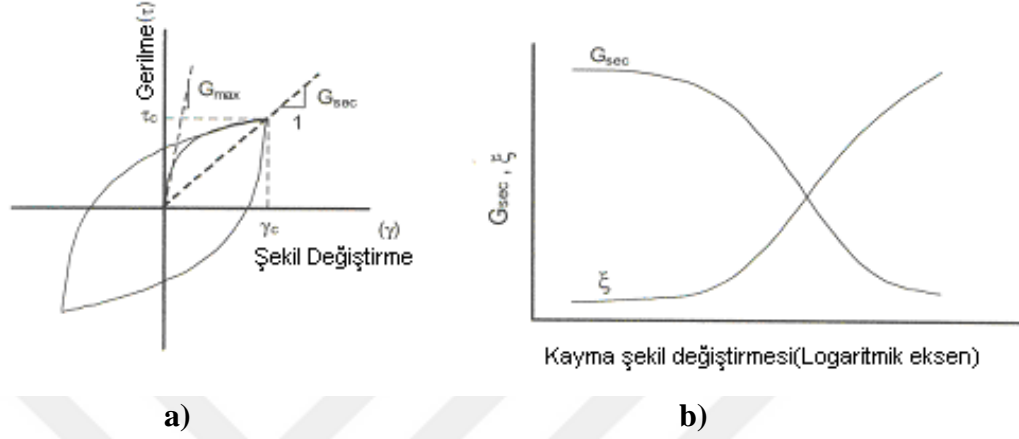 Gerilme(τ)
Gmax
Gsec
τc
1
γc
(γ)
Şekil Değiştirme
Gsec
Gsec , ξ
ξ
Kayma şekil değiştirmesi(Logaritmik eksen)
a)
b)